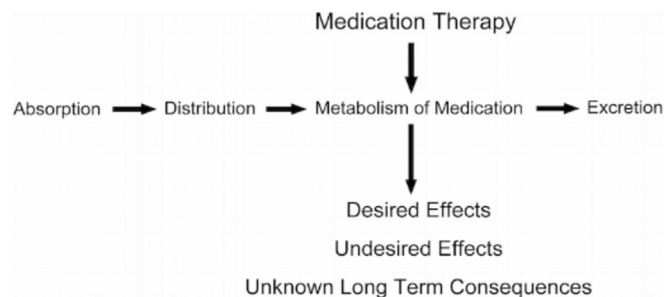 Medication Therapy
Absorption Distribution Metabolism of Medication Excretion
Desired Effects
Undesired Effects
Unknown Long Term Consequences